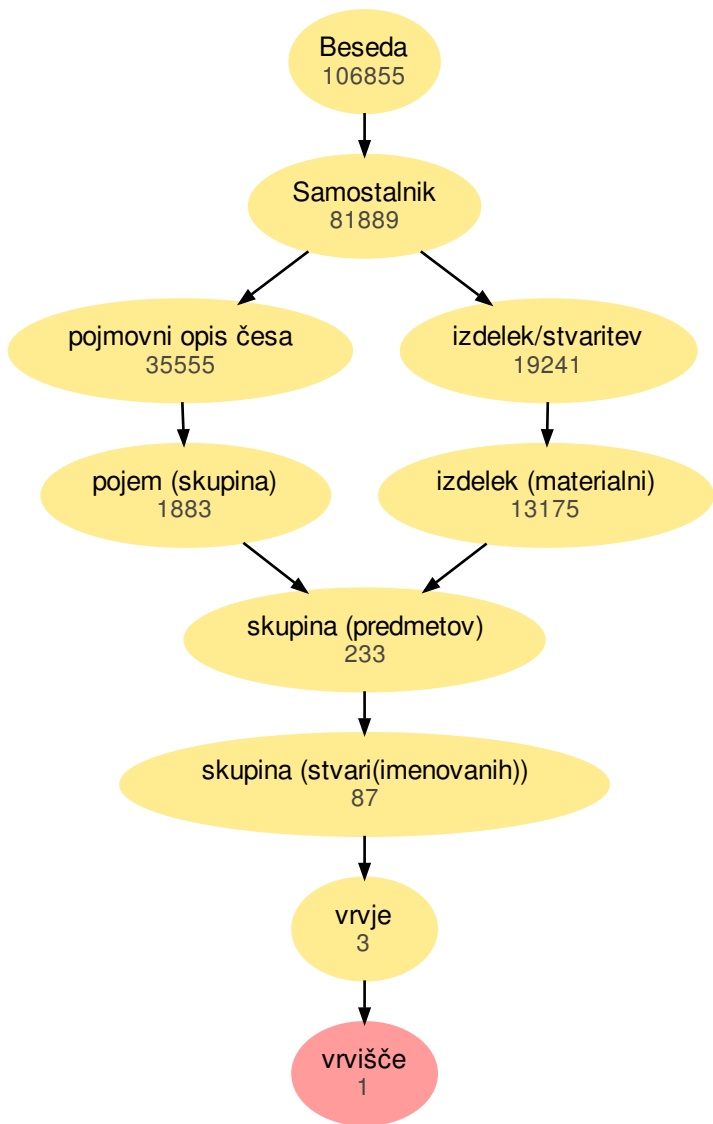 Beseda
106855
Samostalnik
81889
pojmovni opis česa
35555
izdelek/stvaritev
19241
pojem (skupina)
1883
izdelek (materialni)
13175
skupina (predmetov)
233
skupina (stvari(imenovanih))
87
vrvje
3
vrvišče
1